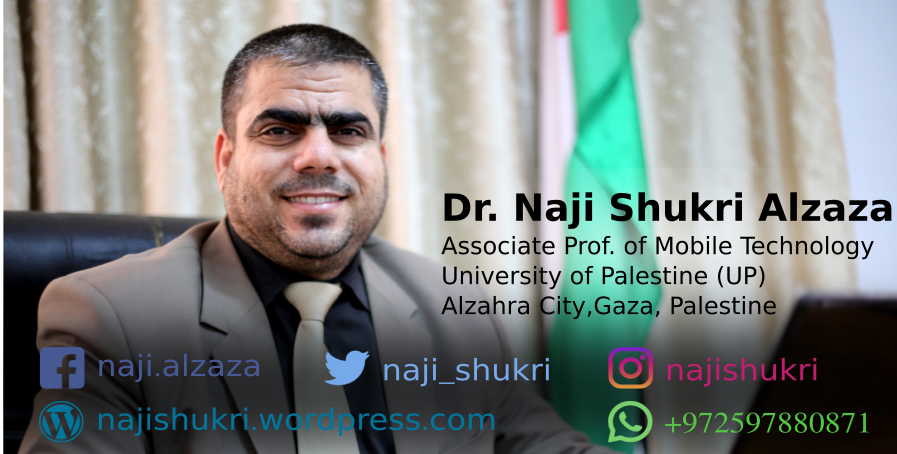 Dr. Naji Shukri Alzaza
Associate Prof. of Mobile Technology
University of Palestine (UP)
Alzahra City,Gaza, Palestine
naji.alzaza
naji_shukri
najishukri
najishukri.wordpress.com
+972597880871